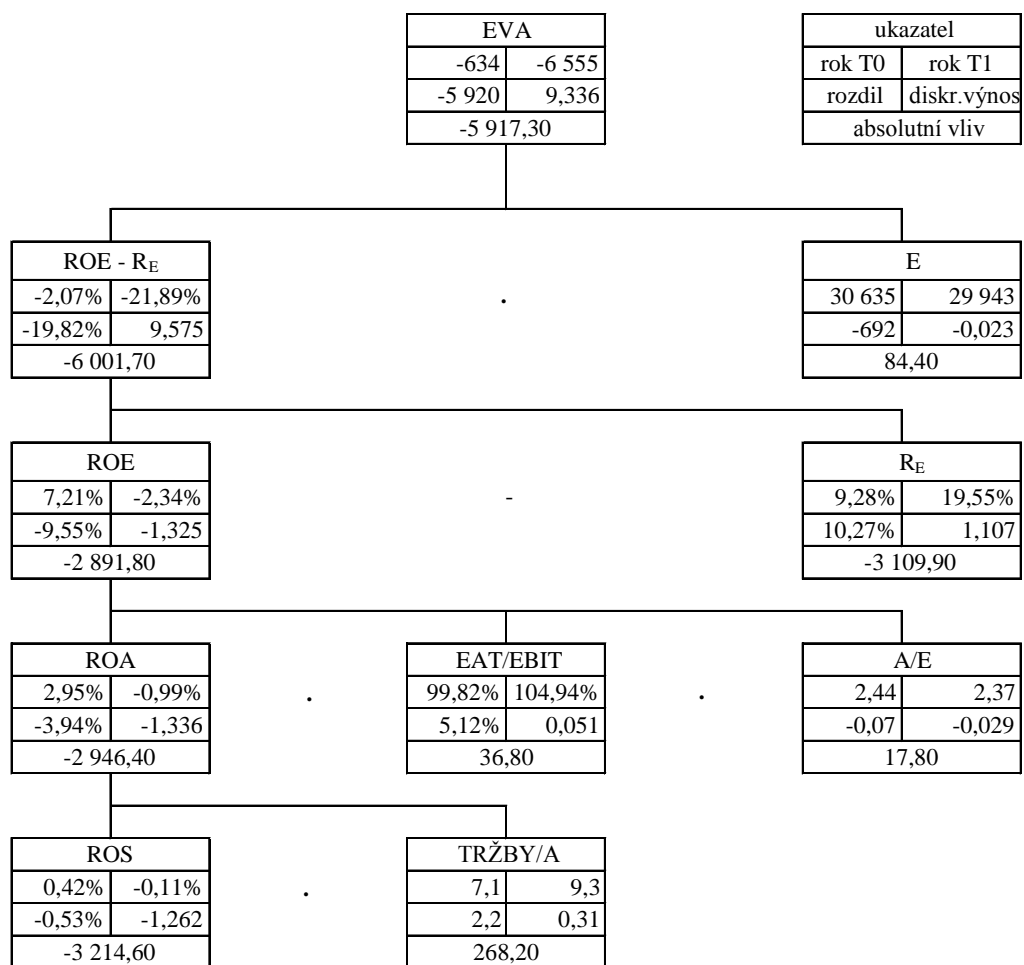 EVA
-634 -6 555
-5 920 9,336
-5 917,30
ukazatel
rok T0 rok T1
rozdil diskr.výnos
absolutní vliv
ROE - RE
-2,07% -21,89%
-19,82% 9,575
-6 001,70
.
E
30 635 29 943
-692 -0,023
84,40
ROE
7,21% -2,34%
-9,55% -1,325
-2 891,80
-
RE
9,28% 19,55%
10,27% 1,107
-3 109,90
ROA
2,95% -0,99%
-3,94% -1,336
-2 946,40
.
EAT/EBIT
99,82% 104,94%
5,12% 0,051
36,80
.
A/E
2,44 2,37
-0,07 -0,029
17,80
ROS
0,42% -0,11%
-0,53% -1,262
-3 214,60
.
TRŽBY/A
7,1 9,3
2,2 0,31
268,20